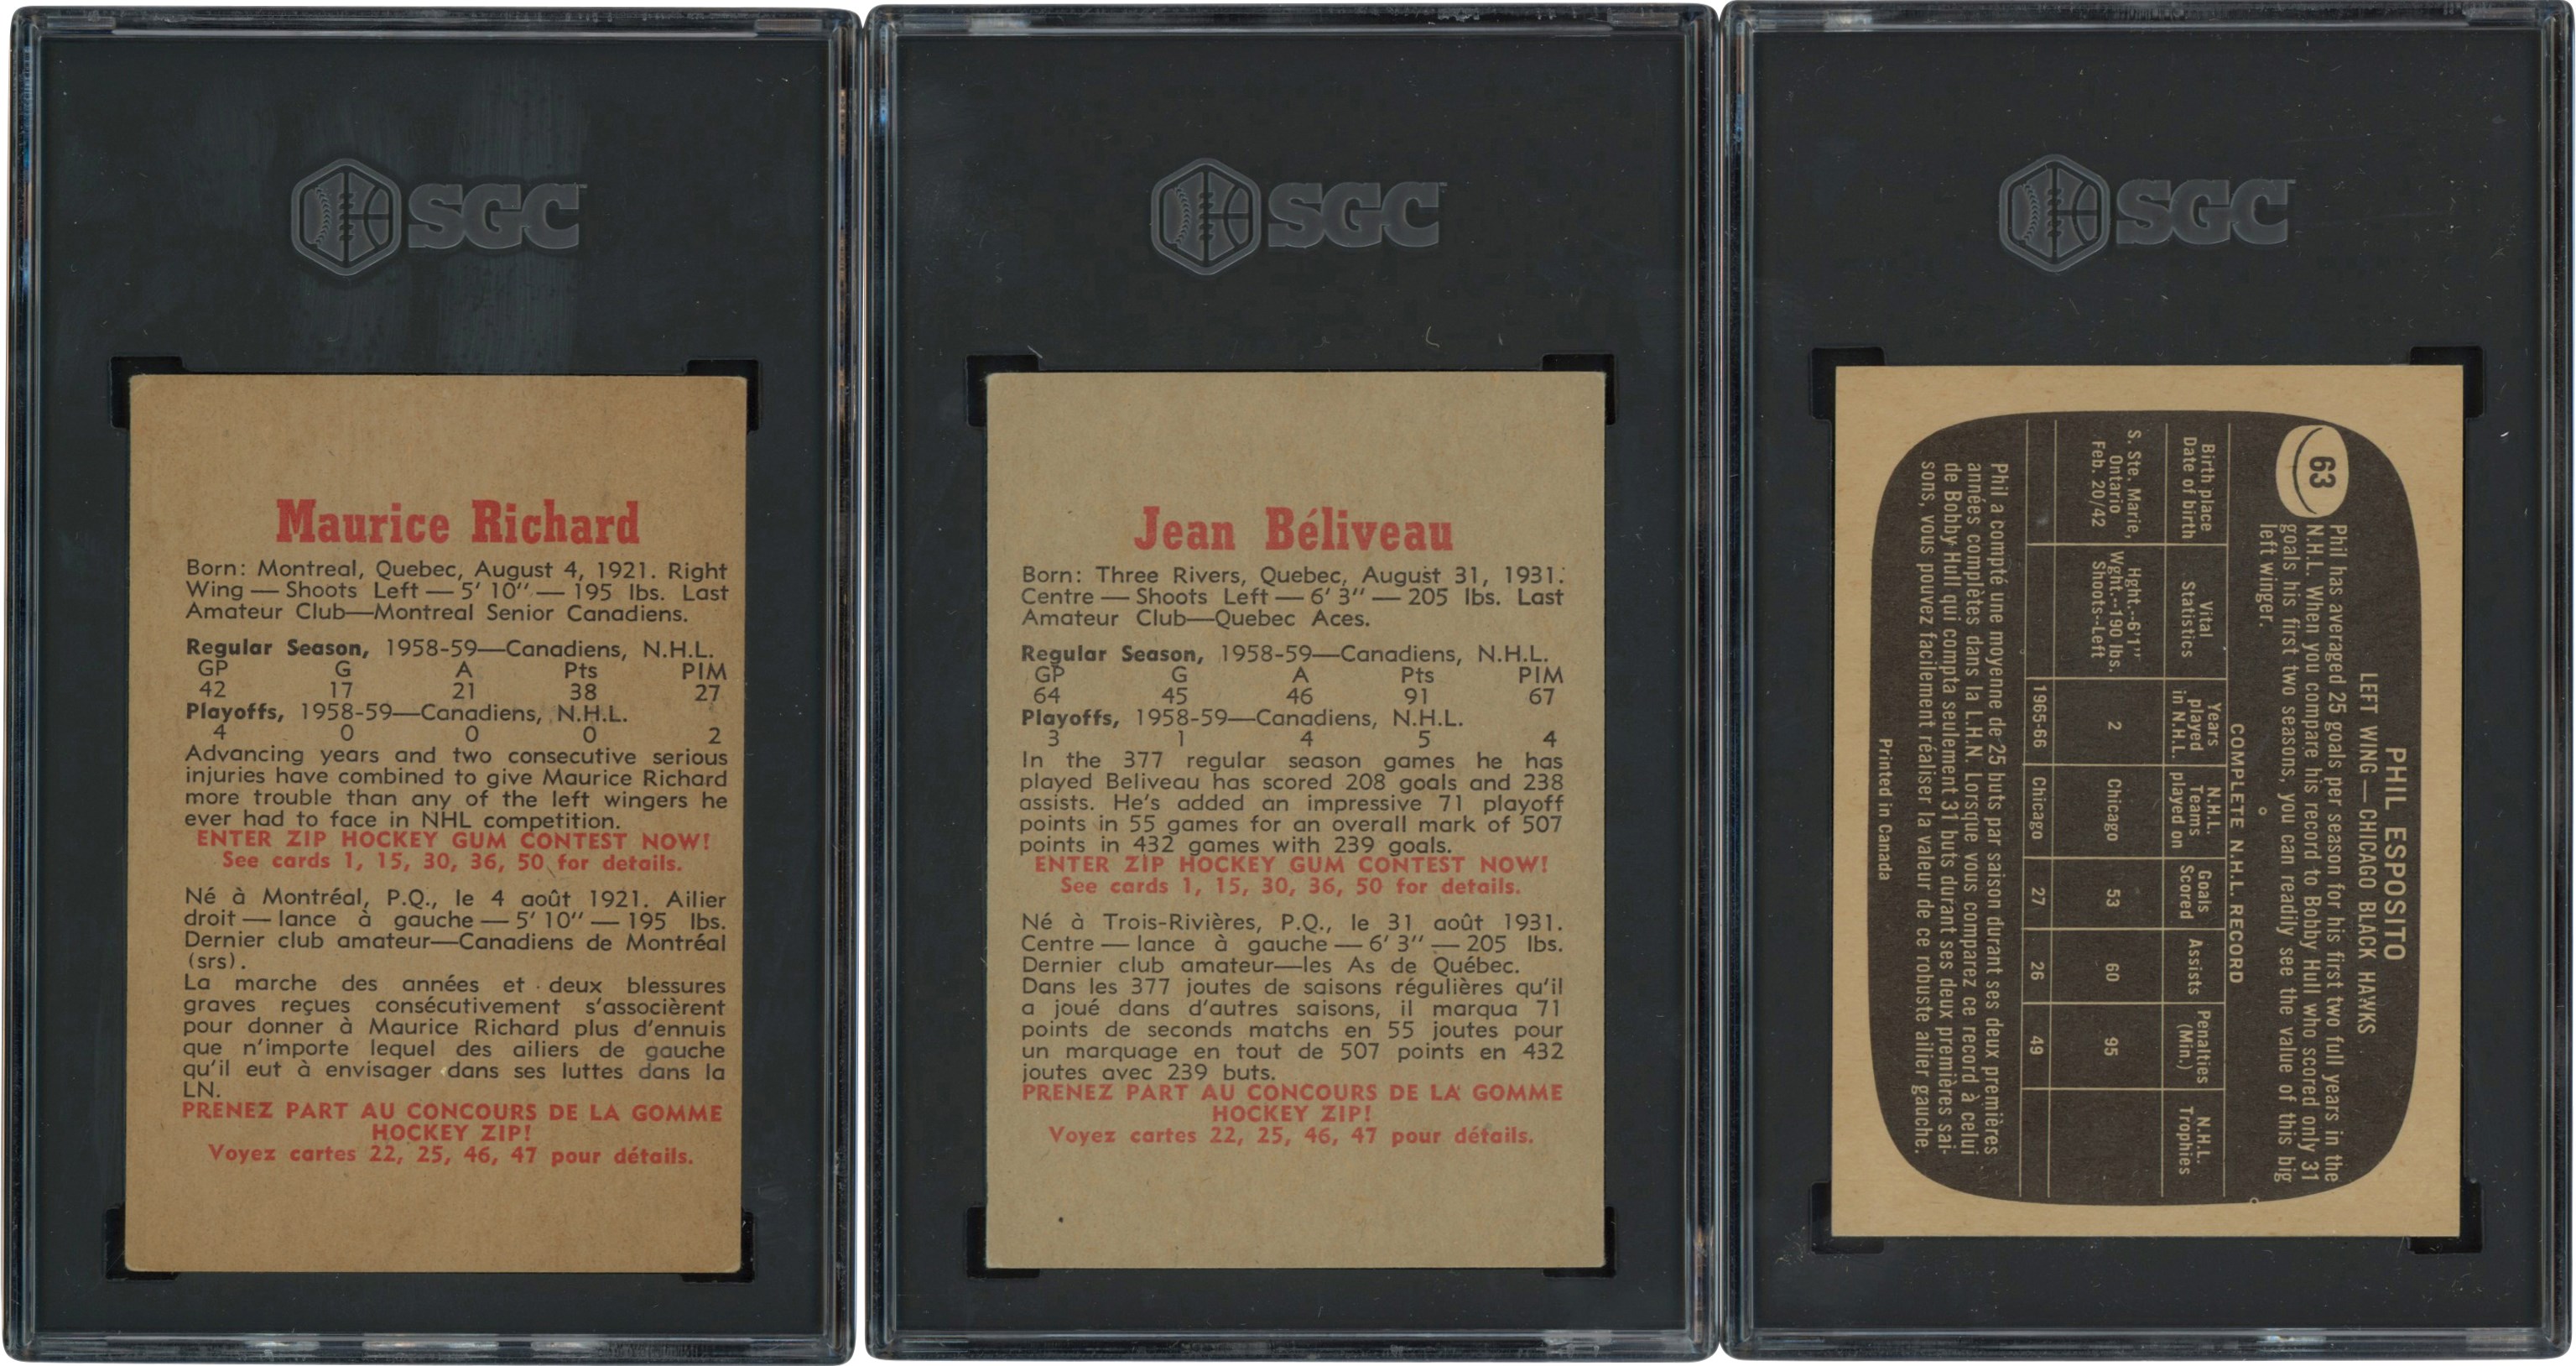 SGC
Maurice Richard
Born: Montreal, Quebec, August 4, 1921. Right
Wing — Shoots Left — 5' 10'' — 195 lbs. Last
Amateur Club—Montreal Senior Canadiens.
Regular Season, 1958-59—Canadiens, N.H.L.
GP G A Pts PIM
42 17 21 38 27
Playoffs, 1958-59—Canadiens, N.H.L.
4 0 0 0 2
Advancing years and two consecutive serious
injuries have combined to give Maurice Richard
more trouble than any of the left wingers he
ever had to face in NHL competition.
ENTER ZIP HOCKEY GUM CONTEST NOW!
See cards 1, 15, 30, 36, 50 for details.
Né à Montréal, P.Q., le 4 août 1921. Ailier
droit — lance à gauche — 5' 10'' — 195 lbs.
Dernier club amateur—Canadiens de Montréal
(srs).
La marche des années et deux blessures
graves reçues consécutivement s'associèrent
pour donner à Maurice Richard plus d'ennuis
que n'importe lequel des ailiers de gauche
qu'il eut à envisager dans ses luttes dans la
LN.
PRENEZ PART AU CONCOURS DE LA GOMME
HOCKEY ZIP!
Voyez cartes 22, 25, 46, 47 pour détails.
SGC
Jean Béliveau
Born: Three Rivers, Quebec, August 31, 1931.
Centre — Shoots Left — 6' 3'' — 205 lbs. Last
Amateur Club—Quebec Aces.
Regular Season, 1958-59—Canadiens, N.H.L.
GP G A Pts PIM
64 45 46 91 67
Playoffs, 1958-59—Canadiens, N.H.L.
3 1 4 5 4
In the 377 regular season games he has
played Beliveau has scored 208 goals and 238
assists. He's added an impressive 71 playoff
points in 55 games for an overall mark of 507
points in 432 games with 239 goals.
ENTER ZIP HOCKEY GUM CONTEST NOW!
See cards 1, 15, 30, 36, 50 for details.
Né à Trois-Rivières, P.Q., le 31 août 1931.
Centre — lance à gauche — 6' 3'' — 205 lbs.
Dernier club amateur—les As de Québec.
Dans les 377 joutes de saisons régulières qu'il
a joué dans d'autres saisons, il marqua 71
points de seconds matchs en 55 joutes pour
un marquage en tout de 507 points en 432
joutes avec 239 buts.
PRENEZ PART AU CONCOURS DE LA GOMME
HOCKEY ZIP!
Voyez cartes 22, 25, 46, 47 pour détails.
SGC
PHIL ESPOSITO
LEFT WING — CHICAGO BLACK HAWKS
63
Phil has averaged 25 goals per season for his first two full years in the
N.H.L. When you compare his record to Bobby Hull who scored only 31
goals his first two seasons, you can readily see the value of this big
left winger.
COMPLETE N.H.L. RECORD
Birth place
Date of birth
Vital
Statistics
Years
played
in N.H.L.
N.H.L.
Teams
played on
Goals
Scored
Assists
Penalties
(Min.)
N.H.L.
Trophies
S. Ste. Marie,
Ontario
Feb. 20/42
Hght.--6'1''
Wght.--190 lbs.
Shoots--Left
2
Chicago
53
60
95
1965-66 Chicago 27 26 49
Phil a compté une moyenne de 25 buts par saison durant ses deux premières
années complètes dans la L.H.N. Lorsque vous comparez ce record à celui
de Bobby Hull qui compta seulement 31 buts durant ses deux premières sai-
sons, vous pouvez facilement réaliser la valeur de ce robuste ailier gauche.
Printed in Canada